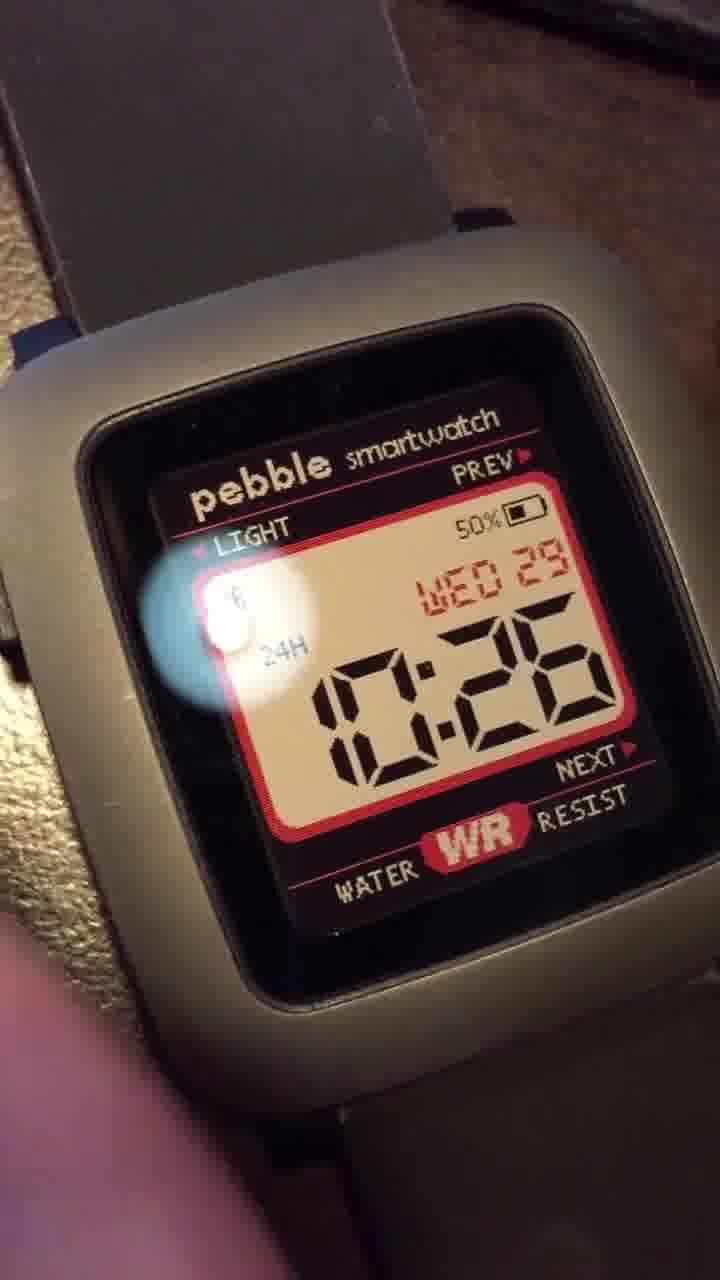 pebble smartwatch
PREV
LIGHT
50%
WED 29
24H
10:26
NEXT
WATER WR RESIST